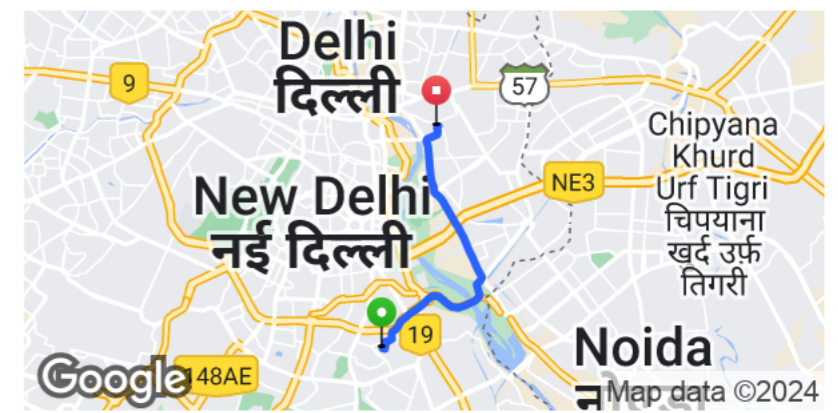 Delhi
दिल्ली
9
57
Chipyana
Khurd
Urf Tigri
चिपयाना
खुर्द उर्फ़
तिगरी
NE3
New Delhi
नई दिल्ली
19
Noida
148AE
Google
Map data ©2024